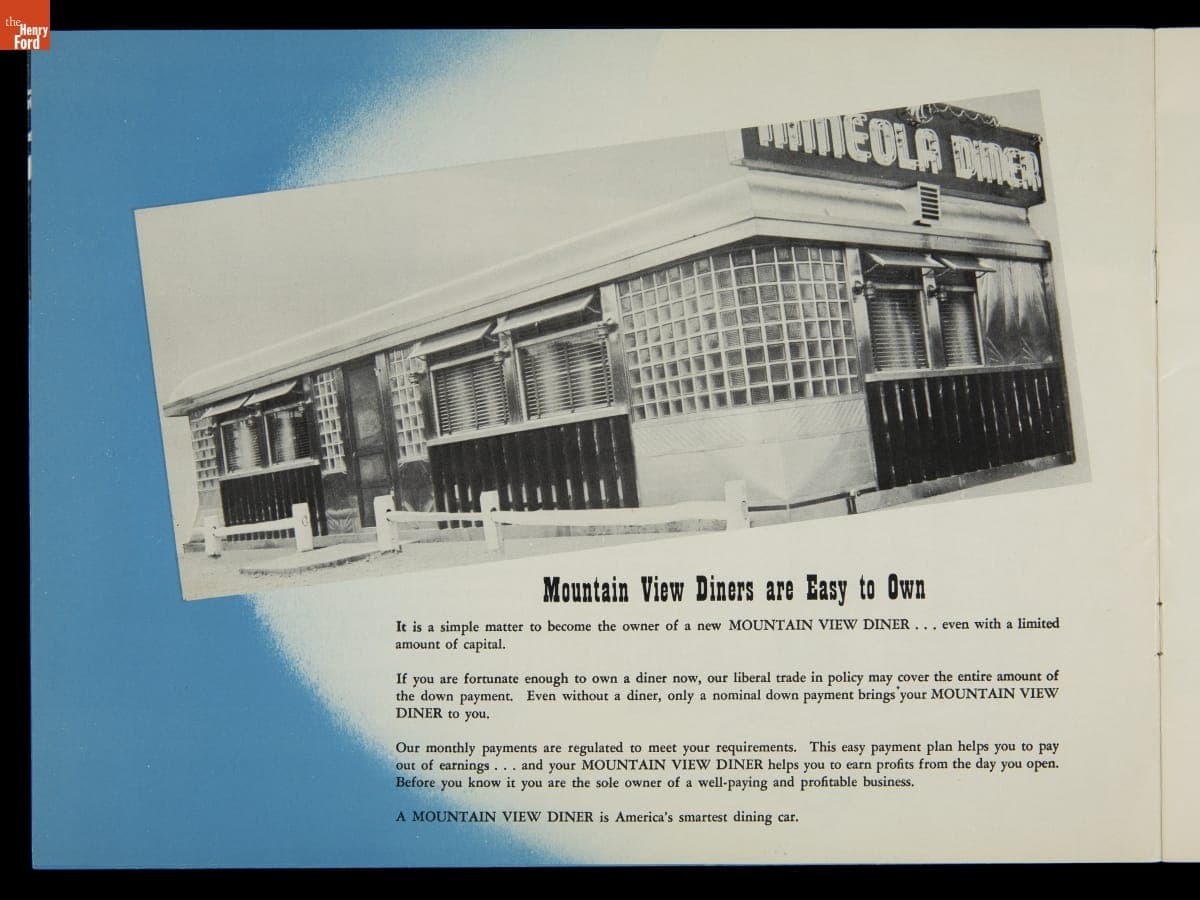 the
Henry
Ford
MINEOLA DINER
Mountain View Diners are Easy to Own
It is a simple matter to become the owner of a new MOUNTAIN VIEW DINER . . . even with a limited
amount of capital.
If you are fortunate enough to own a diner now, our liberal trade in policy may cover the entire amount of
the down payment. Even without a diner, only a nominal down payment brings your MOUNTAIN VIEW
DINER to you.
Our monthly payments are regulated to meet your requirements. This easy payment plan helps you to pay
out of earnings . . . and your MOUNTAIN VIEW DINER helps you to earn profits from the day you open.
Before you know it you are the sole owner of a well-paying and profitable business.
A MOUNTAIN VIEW DINER is America's smartest dining car.